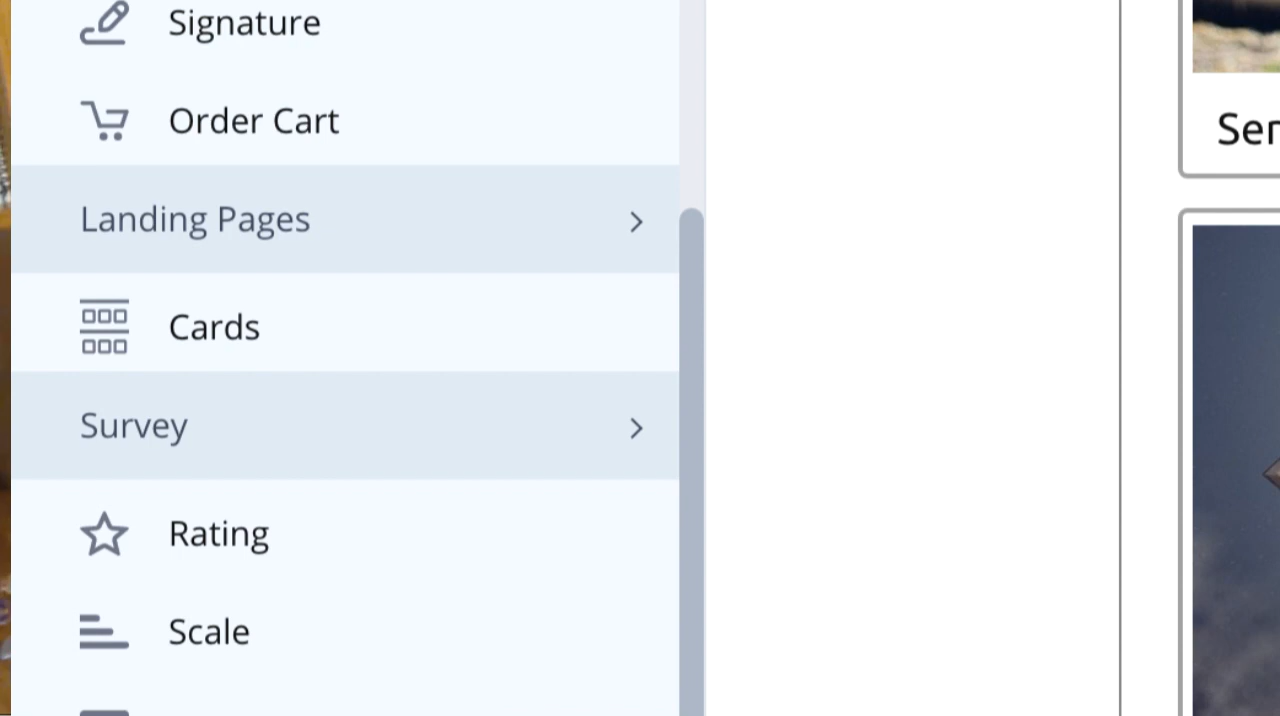 Signature
Order Cart
Landing Pages
Cards
Survey
Rating
Scale